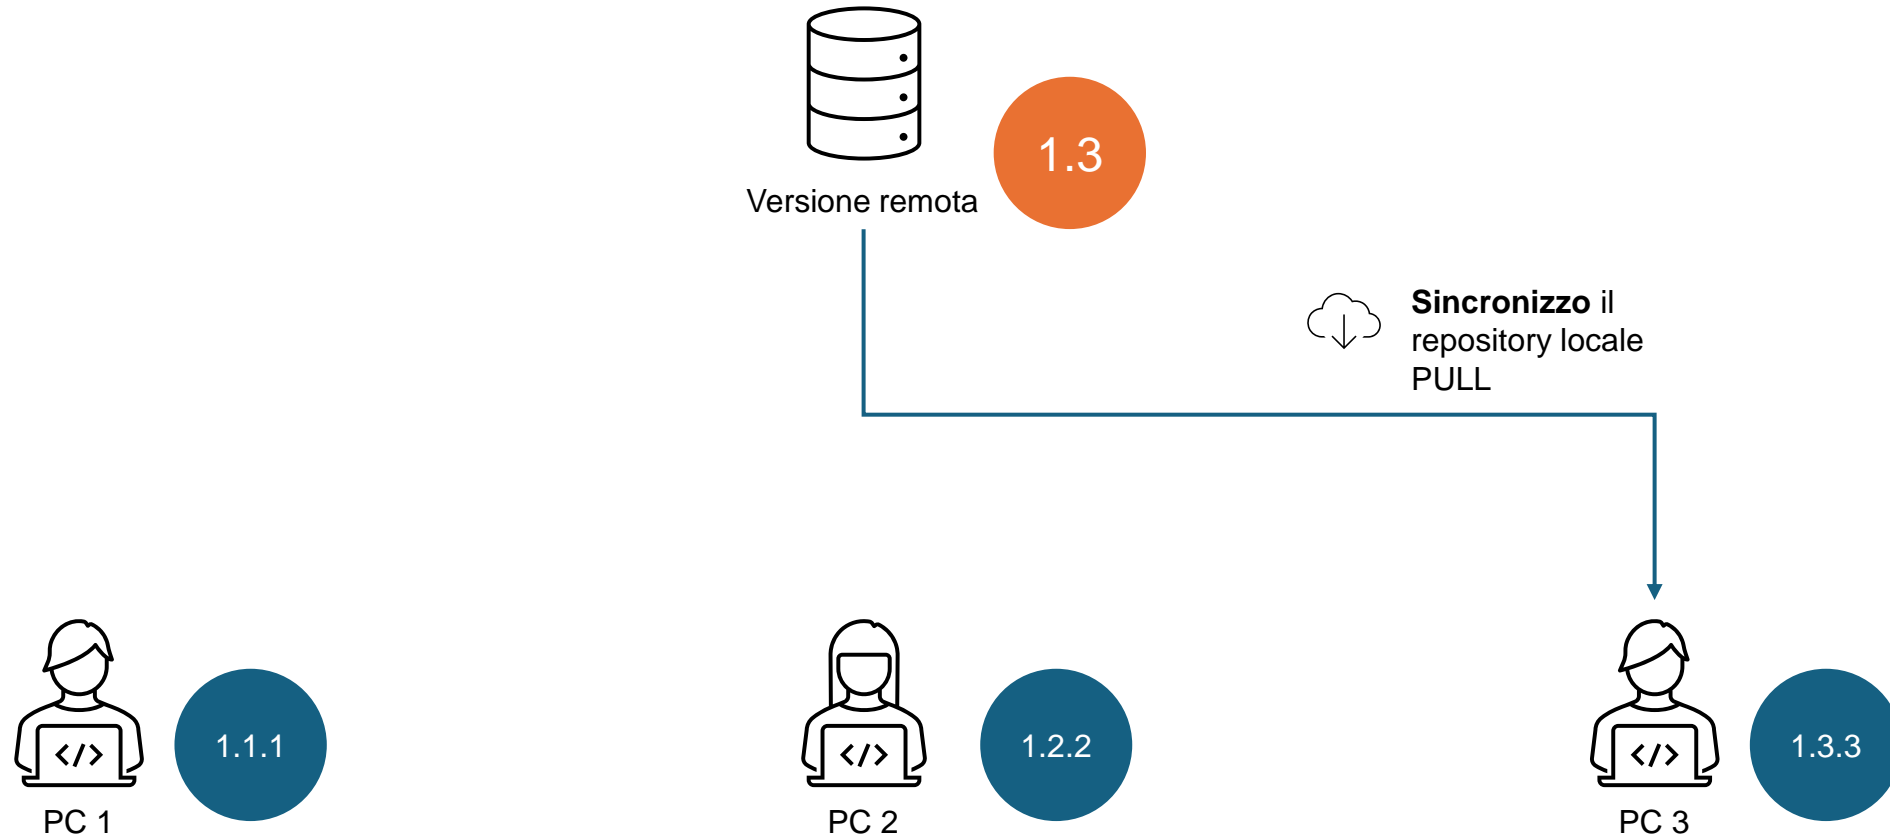 1.3
Versione remota
Sincronizzo il
repository locale
PULL
</>
1.1.1
PC 1
</>
1.2.2
PC 2
</>
1.3.3
PC 3